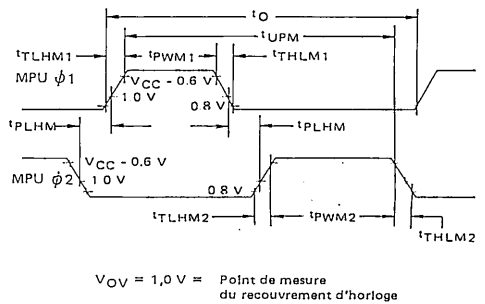 tO
tUPM
tTLHM1 tPWM1 tTHLM1
MPU ϕ1
VCC - 0.6 V
1.0 V
0.8 V
tPLHM tPLHM
VCC - 0.6 V
MPU ϕ2
1.0 V
0.8 V
tTLHM2 tPWM2 tTHLM2
VOV = 1,0 V = Point de mesure
du recouvrement d'horloge